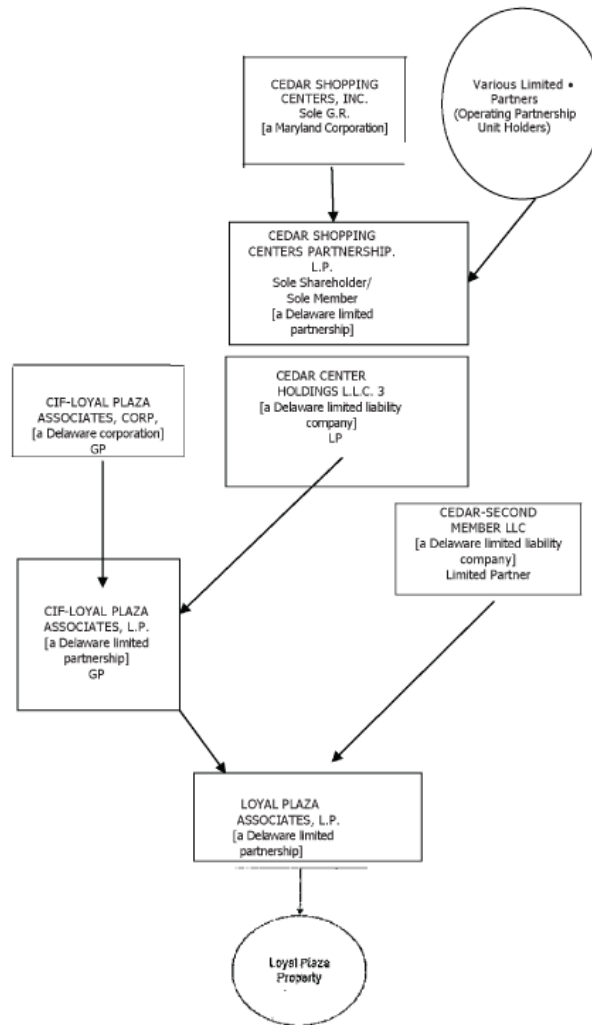 CEDAR SHOPPING
CENTERS, INC.
Sole G.R.
[a Maryland Corporation]
Various Limited •
Partners
(Operating Partnership
Unit Holders)
CEDAR SHOPPING
CENTERS PARTNERSHIP.
L.P.
Sole Shareholder/
Sole Member
[a Delaware limited
partnership]
CEDAR CENTER
HOLDINGS L.L.C. 3
[a Delaware limited liability
company]
LP
CIF-LOYAL PLAZA
ASSOCIATES, CORP,
[a Delaware corporation]
GP
CEDAR-SECOND
MEMBER LLC
[a Delaware limited liability
company]
Limited Partner
CIF-LOYAL PLAZA
ASSOCIATES, L.P.
[a Delaware limited
partnership]
GP
LOYAL PLAZA
ASSOCIATES, L.P.
[a Delaware limited
partnership]
Loyal Plaza
Property